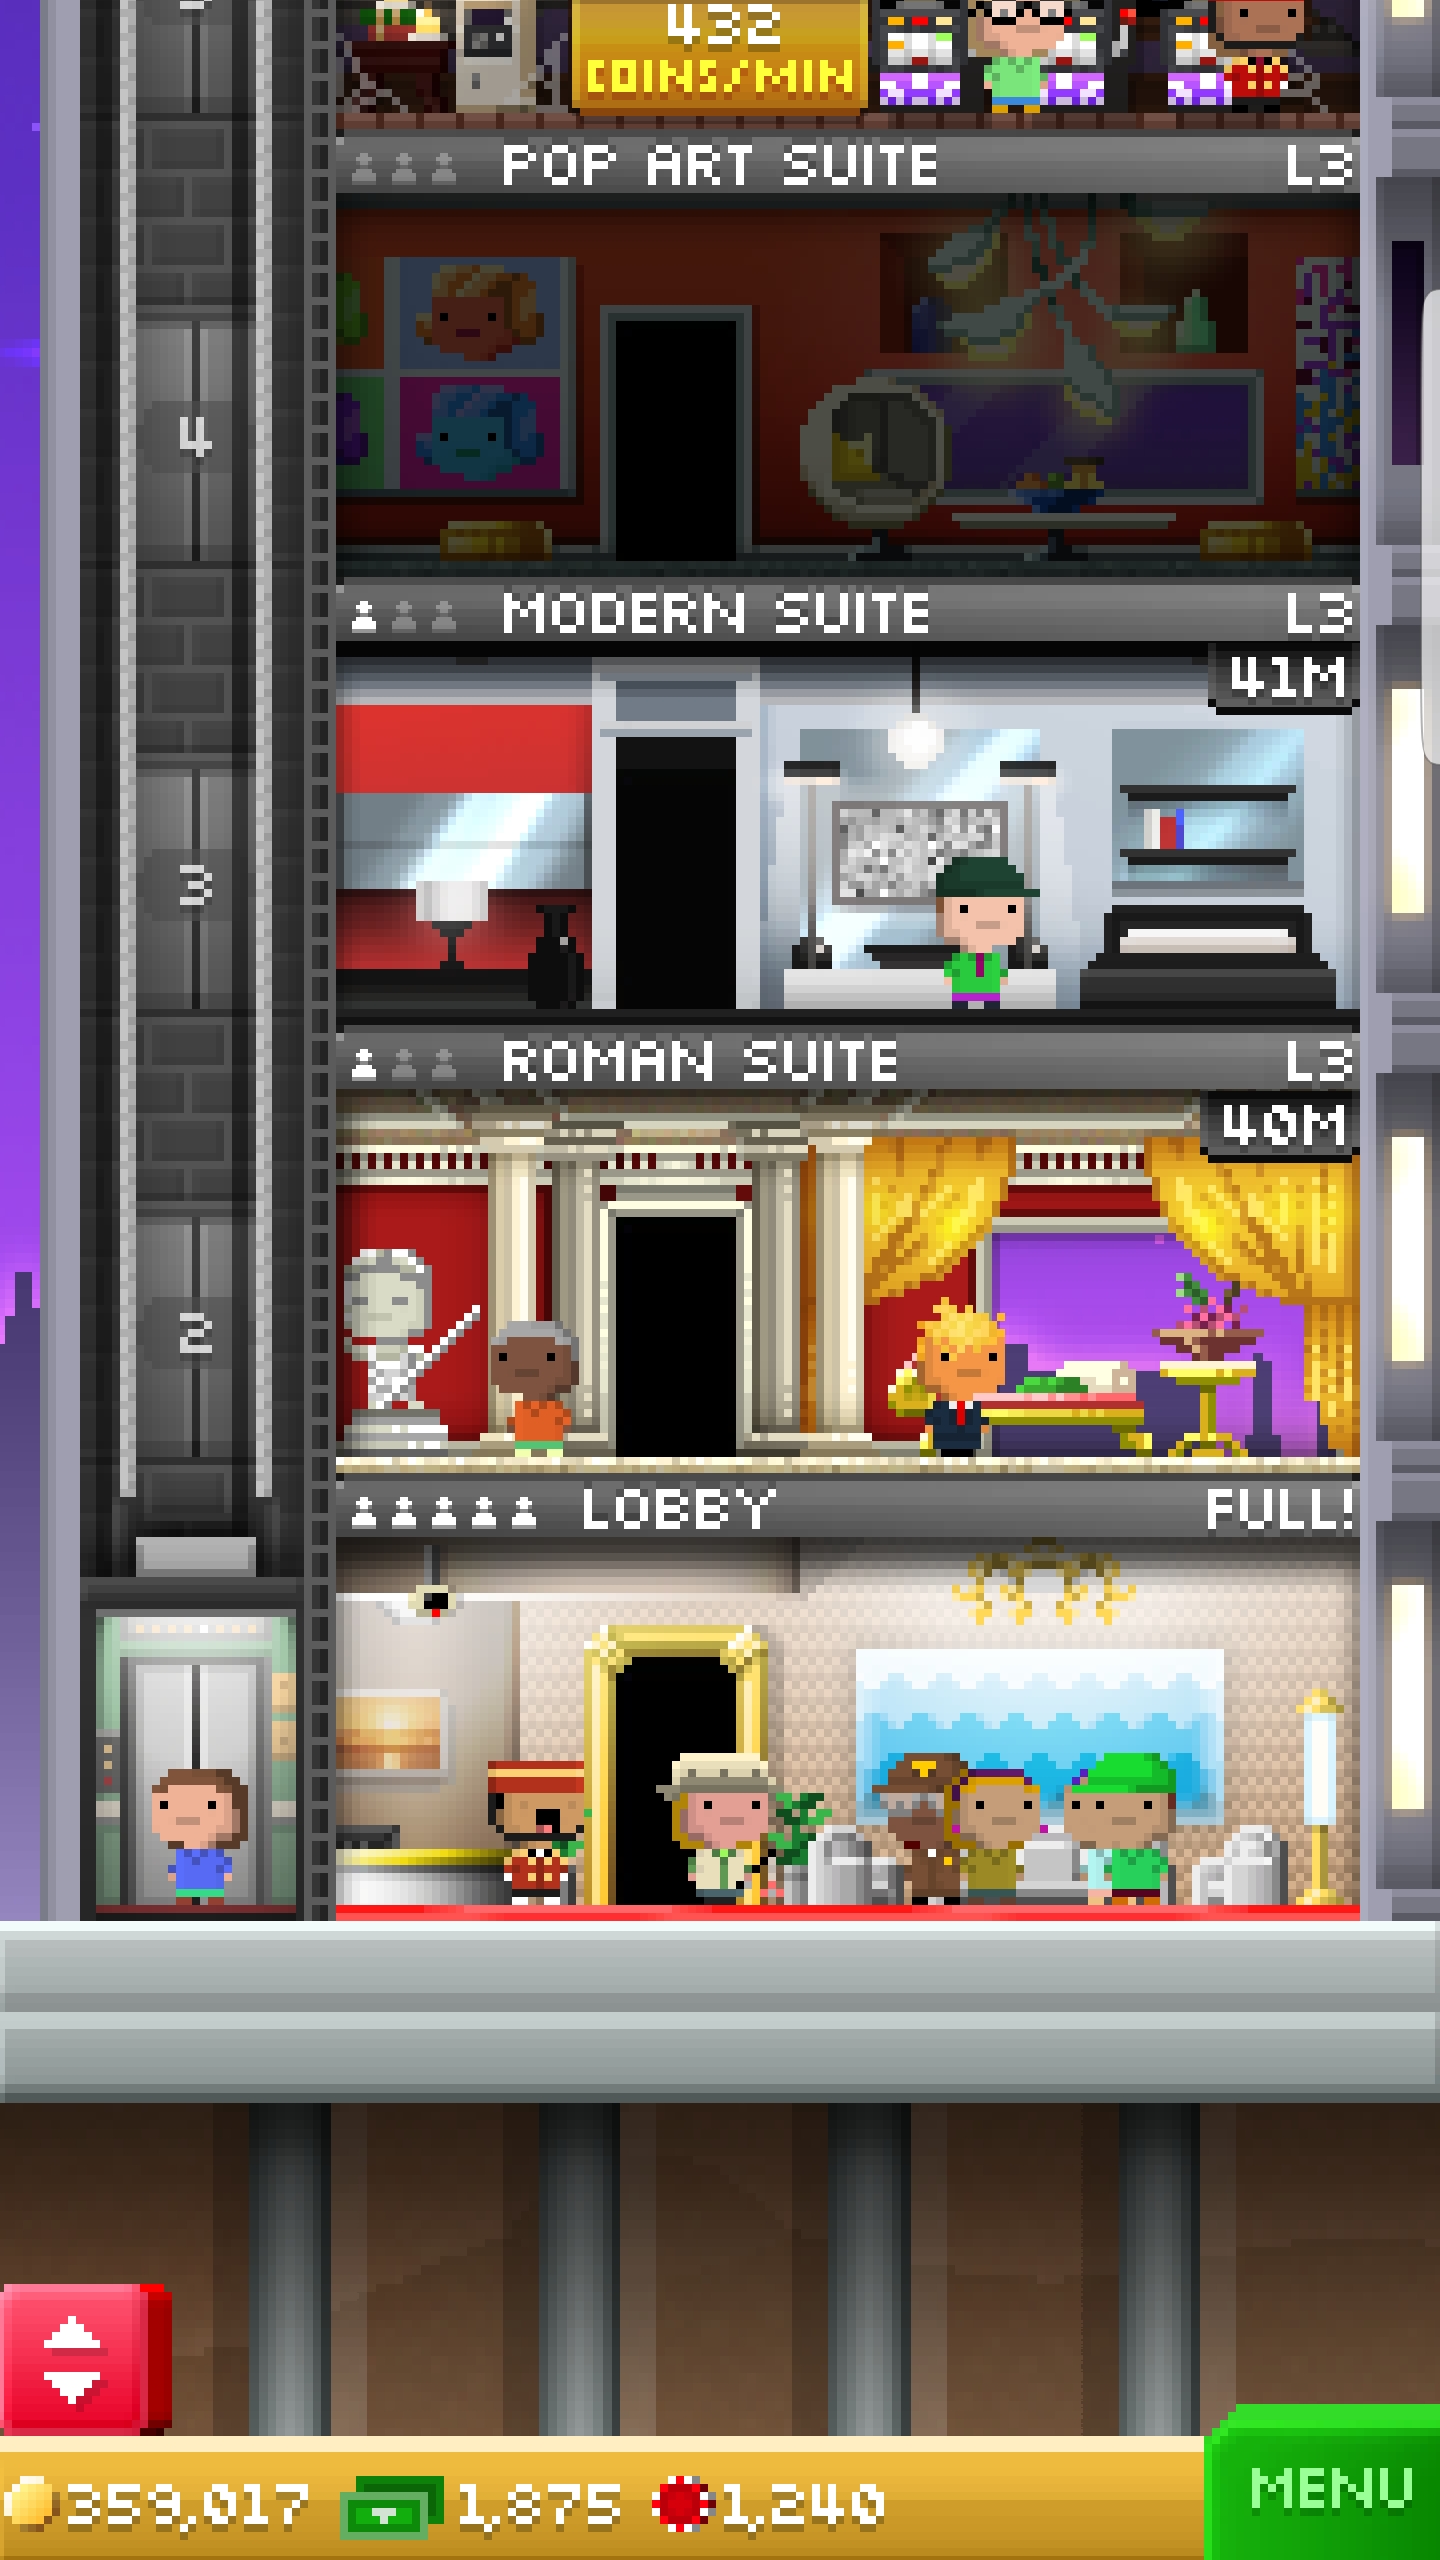 432
COINS/MIN
POP ART SUITE L3
4
MODERN SUITE L3
41M
3
ROMAN SUITE L3
40M
2
LOBBY FULL!
359,017 1,875 1,240 MENU